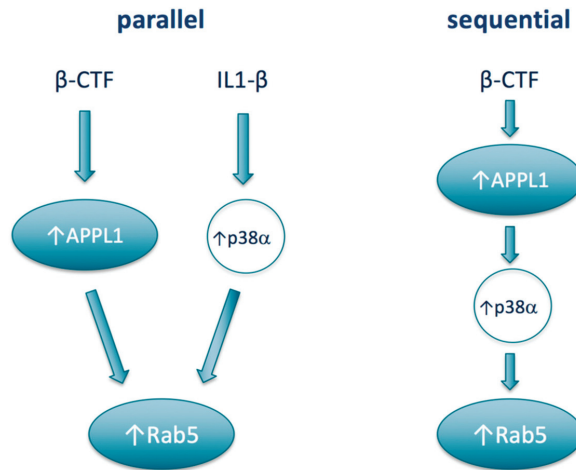 parallel
sequential
β-CTF
IL1-β
β-CTF
↑APPL1
↑p38α
↑APPL1
↑p38α
↑Rab5
↑Rab5